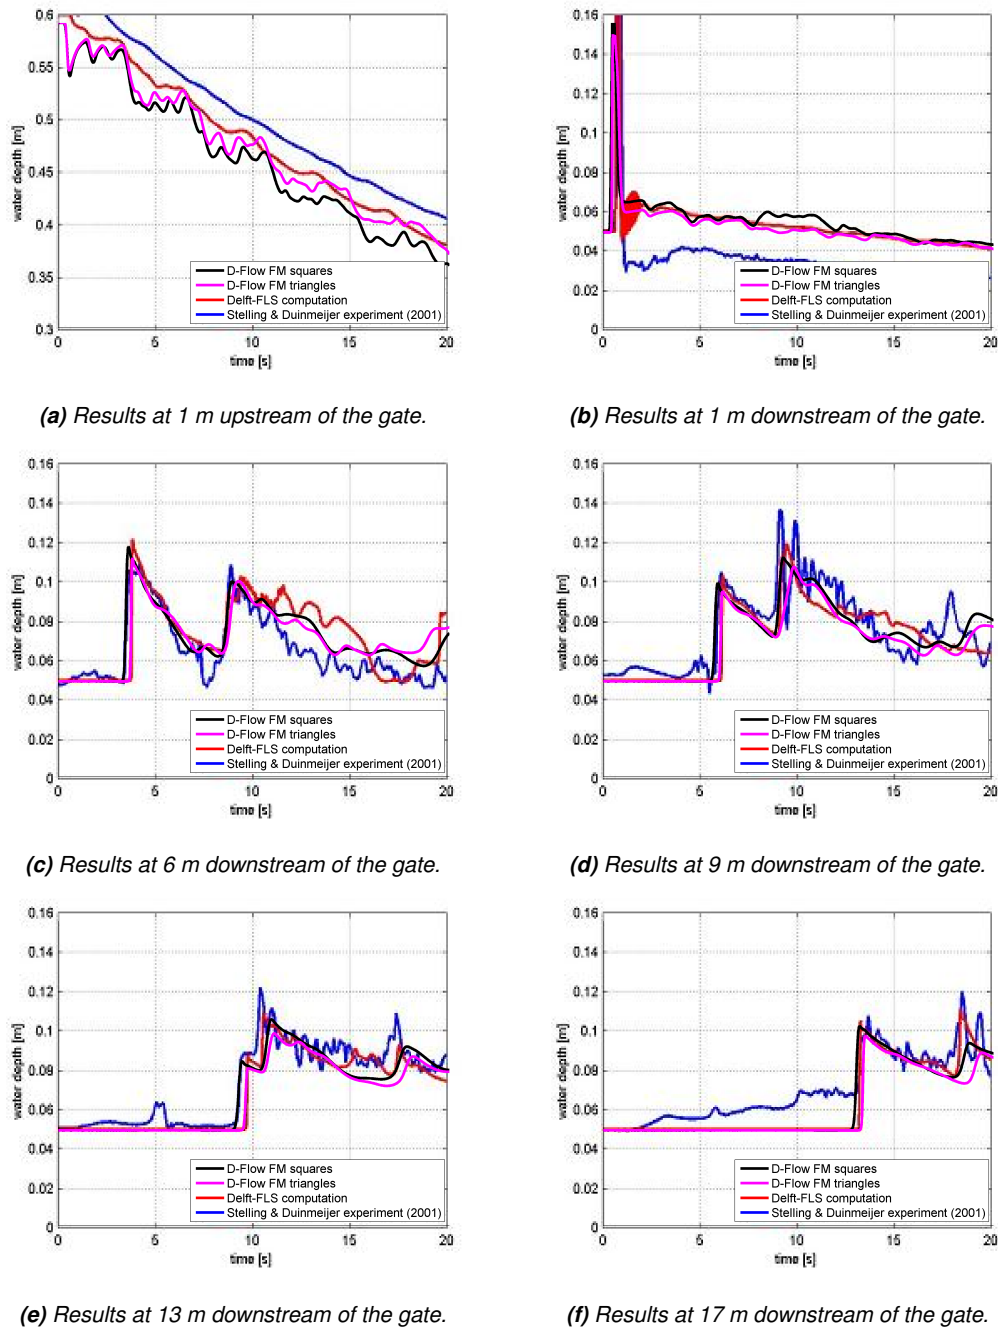 0.6
0.55
0.5
0.45
0.4
0.35
0.3
water depth [m]
D-Flow FM squares
D-Flow FM triangles
Delft-FLS computation
Stelling & Duinmeijer experiment (2001)
0 5 10 15 20
time [s]
(a) Results at 1 m upstream of the gate.
0.16
0.14
0.12
0.1
0.08
0.06
0.04
0.02
0
water depth [m]
D-Flow FM squares
D-Flow FM triangles
Delft-FLS computation
Stelling & Duinmeijer experiment (2001)
0 5 10 15 20
time [s]
(b) Results at 1 m downstream of the gate.
0.16
0.14
0.12
0.1
0.08
0.06
0.04
0.02
0
water depth [m]
D-Flow FM squares
D-Flow FM triangles
Delft-FLS computation
Stelling & Duinmeijer experiment (2001)
0 5 10 15 20
time [s]
(c) Results at 6 m downstream of the gate.
0.16
0.14
0.12
0.1
0.08
0.06
0.04
0.02
0
water depth [m]
D-Flow FM squares
D-Flow FM triangles
Delft-FLS computation
Stelling & Duinmeijer experiment (2001)
0 5 10 15 20
time [s]
(d) Results at 9 m downstream of the gate.
0.16
0.14
0.12
0.1
0.08
0.06
0.04
0.02
0
water depth [m]
D-Flow FM squares
D-Flow FM triangles
Delft-FLS computation
Stelling & Duinmeijer experiment (2001)
0 5 10 15 20
time [s]
(e) Results at 13 m downstream of the gate.
0.16
0.14
0.12
0.1
0.08
0.06
0.04
0.02
0
water depth [m]
D-Flow FM squares
D-Flow FM triangles
Delft-FLS computation
Stelling & Duinmeijer experiment (2001)
0 5 10 15 20
time [s]
(f) Results at 17 m downstream of the gate.